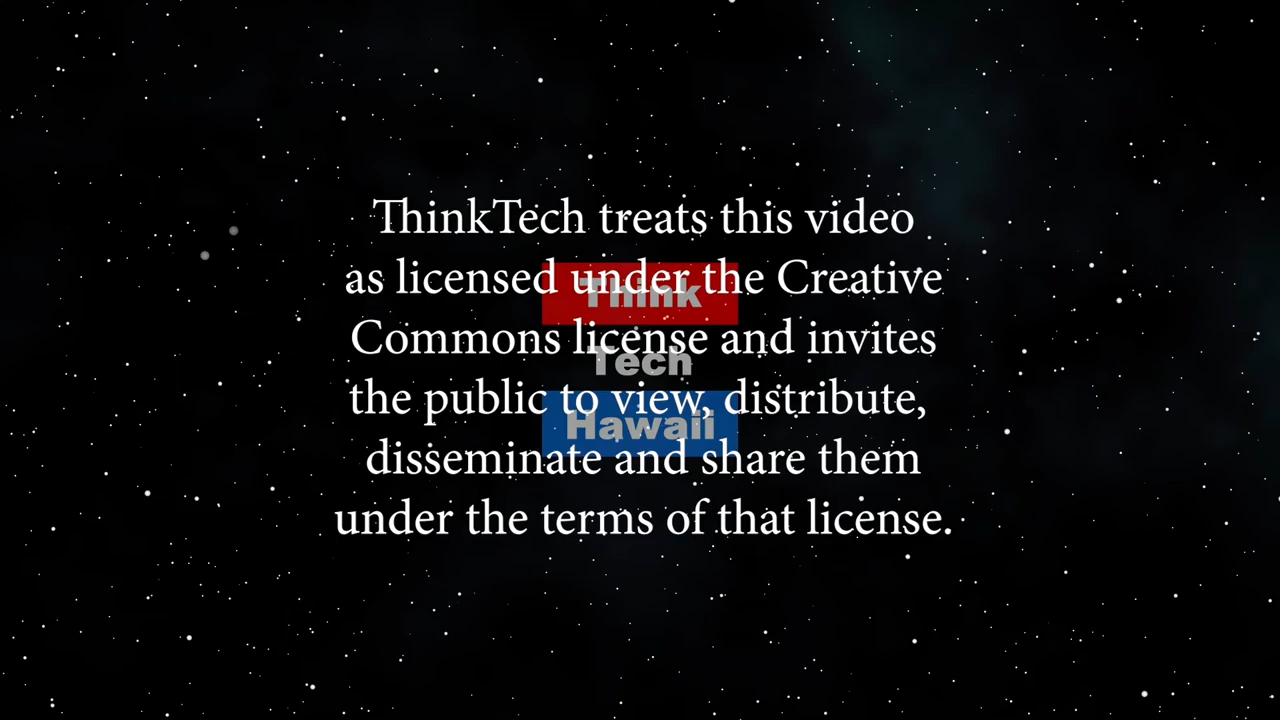 ThinkTech treats this video
as licensed under the Creative
Think
Commons license and invites
Tech
the public to view, distribute,
Hawaii
disseminate and share them
under the terms of that license.